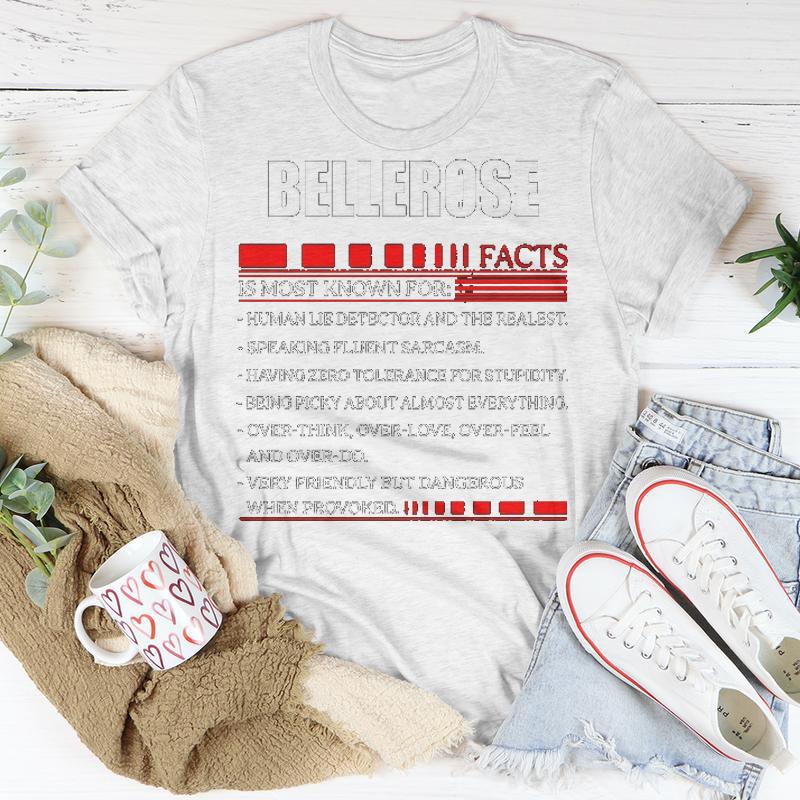 BELLEROSE
FACTS
IS MOST KNOWN FOR:
- HUMAN LIE DETECTOR AND THE REALEST.
- SPEAKING FLUENT SARCASM.
- HAVING ZERO TOLERANCE FOR STUPIDITY.
- BEING PICKY ABOUT ALMOST EVERYTHING.
- OVER-THINK, OVER-LOVE, OVER-FEEL
AND OVER-DO.
- VERY FRIENDLY BUT DANGEROUS
WHEN PROVOKED.